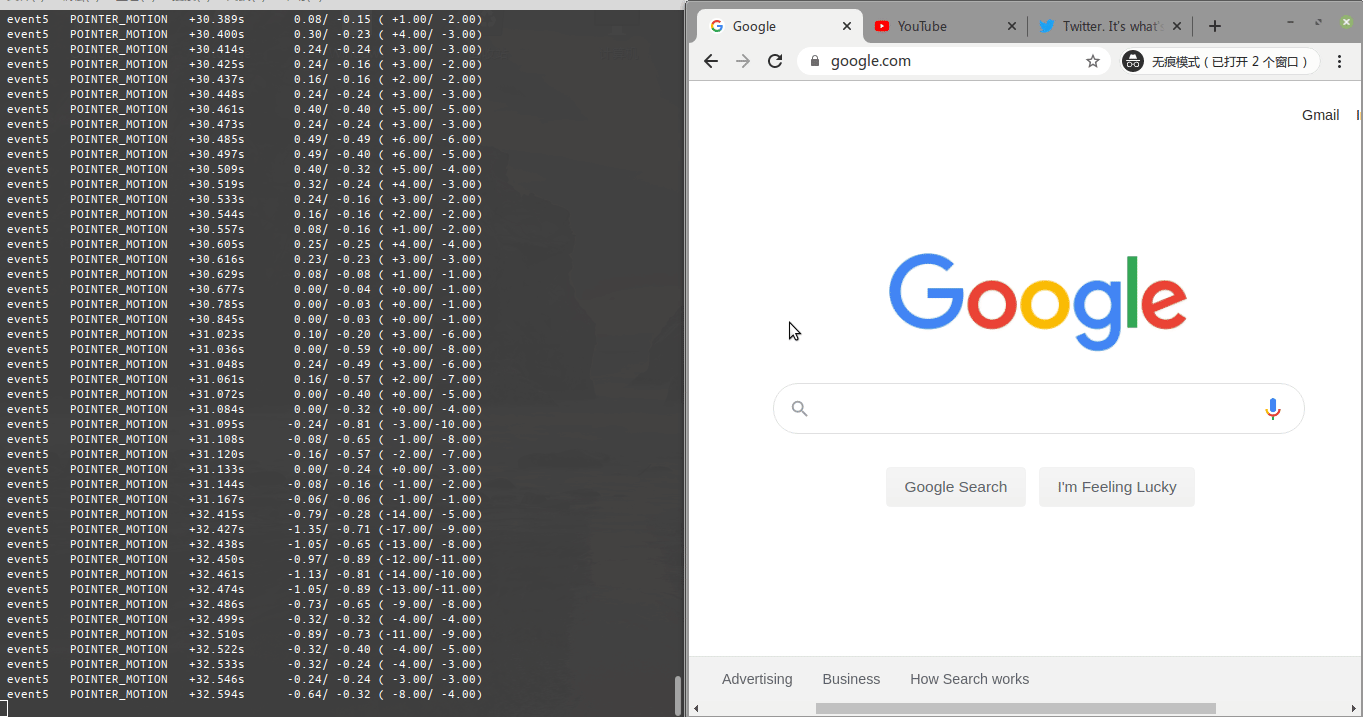 event5   POINTER_MOTION   +30.389s       0.08/ -0.15 ( +1.00/ -2.00)
event5   POINTER_MOTION   +30.400s       0.30/ -0.23 ( +4.00/ -3.00)
event5   POINTER_MOTION   +30.414s       0.24/ -0.24 ( +3.00/ -3.00)
event5   POINTER_MOTION   +30.425s       0.24/ -0.16 ( +3.00/ -2.00)
event5   POINTER_MOTION   +30.437s       0.16/ -0.16 ( +2.00/ -2.00)
event5   POINTER_MOTION   +30.448s       0.24/ -0.24 ( +3.00/ -3.00)
event5   POINTER_MOTION   +30.461s       0.40/ -0.40 ( +5.00/ -5.00)
event5   POINTER_MOTION   +30.473s       0.24/ -0.24 ( +3.00/ -3.00)
event5   POINTER_MOTION   +30.485s       0.49/ -0.49 ( +6.00/ -6.00)
event5   POINTER_MOTION   +30.497s       0.49/ -0.40 ( +6.00/ -5.00)
event5   POINTER_MOTION   +30.509s       0.40/ -0.32 ( +5.00/ -4.00)
event5   POINTER_MOTION   +30.519s       0.32/ -0.24 ( +4.00/ -3.00)
event5   POINTER_MOTION   +30.533s       0.24/ -0.16 ( +3.00/ -2.00)
event5   POINTER_MOTION   +30.544s       0.16/ -0.16 ( +2.00/ -2.00)
event5   POINTER_MOTION   +30.557s       0.08/ -0.16 ( +1.00/ -2.00)
event5   POINTER_MOTION   +30.605s       0.25/ -0.25 ( +4.00/ -4.00)
event5   POINTER_MOTION   +30.616s       0.23/ -0.23 ( +3.00/ -3.00)
event5   POINTER_MOTION   +30.629s       0.08/ -0.08 ( +1.00/ -1.00)
event5   POINTER_MOTION   +30.677s       0.00/ -0.04 ( +0.00/ -1.00)
event5   POINTER_MOTION   +30.785s       0.00/ -0.03 ( +0.00/ -1.00)
event5   POINTER_MOTION   +30.845s       0.00/ -0.03 ( +0.00/ -1.00)
event5   POINTER_MOTION   +31.023s       0.10/ -0.20 ( +3.00/ -6.00)
event5   POINTER_MOTION   +31.036s       0.00/ -0.59 ( +0.00/ -8.00)
event5   POINTER_MOTION   +31.048s       0.24/ -0.49 ( +3.00/ -6.00)
event5   POINTER_MOTION   +31.061s       0.16/ -0.57 ( +2.00/ -7.00)
event5   POINTER_MOTION   +31.072s       0.00/ -0.40 ( +0.00/ -5.00)
event5   POINTER_MOTION   +31.084s       0.00/ -0.32 ( +0.00/ -4.00)
event5   POINTER_MOTION   +31.095s      -0.24/ -0.81 ( -3.00/-10.00)
event5   POINTER_MOTION   +31.108s      -0.08/ -0.65 ( -1.00/ -8.00)
event5   POINTER_MOTION   +31.120s      -0.16/ -0.57 ( -2.00/ -7.00)
event5   POINTER_MOTION   +31.133s       0.00/ -0.24 ( +0.00/ -3.00)
event5   POINTER_MOTION   +31.144s      -0.08/ -0.16 ( -1.00/ -2.00)
event5   POINTER_MOTION   +31.167s      -0.06/ -0.06 ( -1.00/ -1.00)
event5   POINTER_MOTION   +32.415s      -0.79/ -0.28 (-14.00/ -5.00)
event5   POINTER_MOTION   +32.427s      -1.35/ -0.71 (-17.00/ -9.00)
event5   POINTER_MOTION   +32.438s      -1.05/ -0.65 (-13.00/ -8.00)
event5   POINTER_MOTION   +32.450s      -0.97/ -0.89 (-12.00/-11.00)
event5   POINTER_MOTION   +32.461s      -1.13/ -0.81 (-14.00/-10.00)
event5   POINTER_MOTION   +32.474s      -1.05/ -0.89 (-13.00/-11.00)
event5   POINTER_MOTION   +32.486s      -0.73/ -0.65 ( -9.00/ -8.00)
event5   POINTER_MOTION   +32.499s      -0.32/ -0.32 ( -4.00/ -4.00)
event5   POINTER_MOTION   +32.510s      -0.89/ -0.73 (-11.00/ -9.00)
event5   POINTER_MOTION   +32.522s      -0.32/ -0.40 ( -4.00/ -5.00)
event5   POINTER_MOTION   +32.533s      -0.32/ -0.24 ( -4.00/ -3.00)
event5   POINTER_MOTION   +32.546s      -0.24/ -0.24 ( -3.00/ -3.00)
event5   POINTER_MOTION   +32.594s      -0.64/ -0.32 ( -8.00/ -4.00)
Google
YouTube
Twitter. It's what'
google.com
无痕模式（已打开 2 个窗口）
Gmail
Google
Google Search
I'm Feeling Lucky
Advertising
Business
How Search works